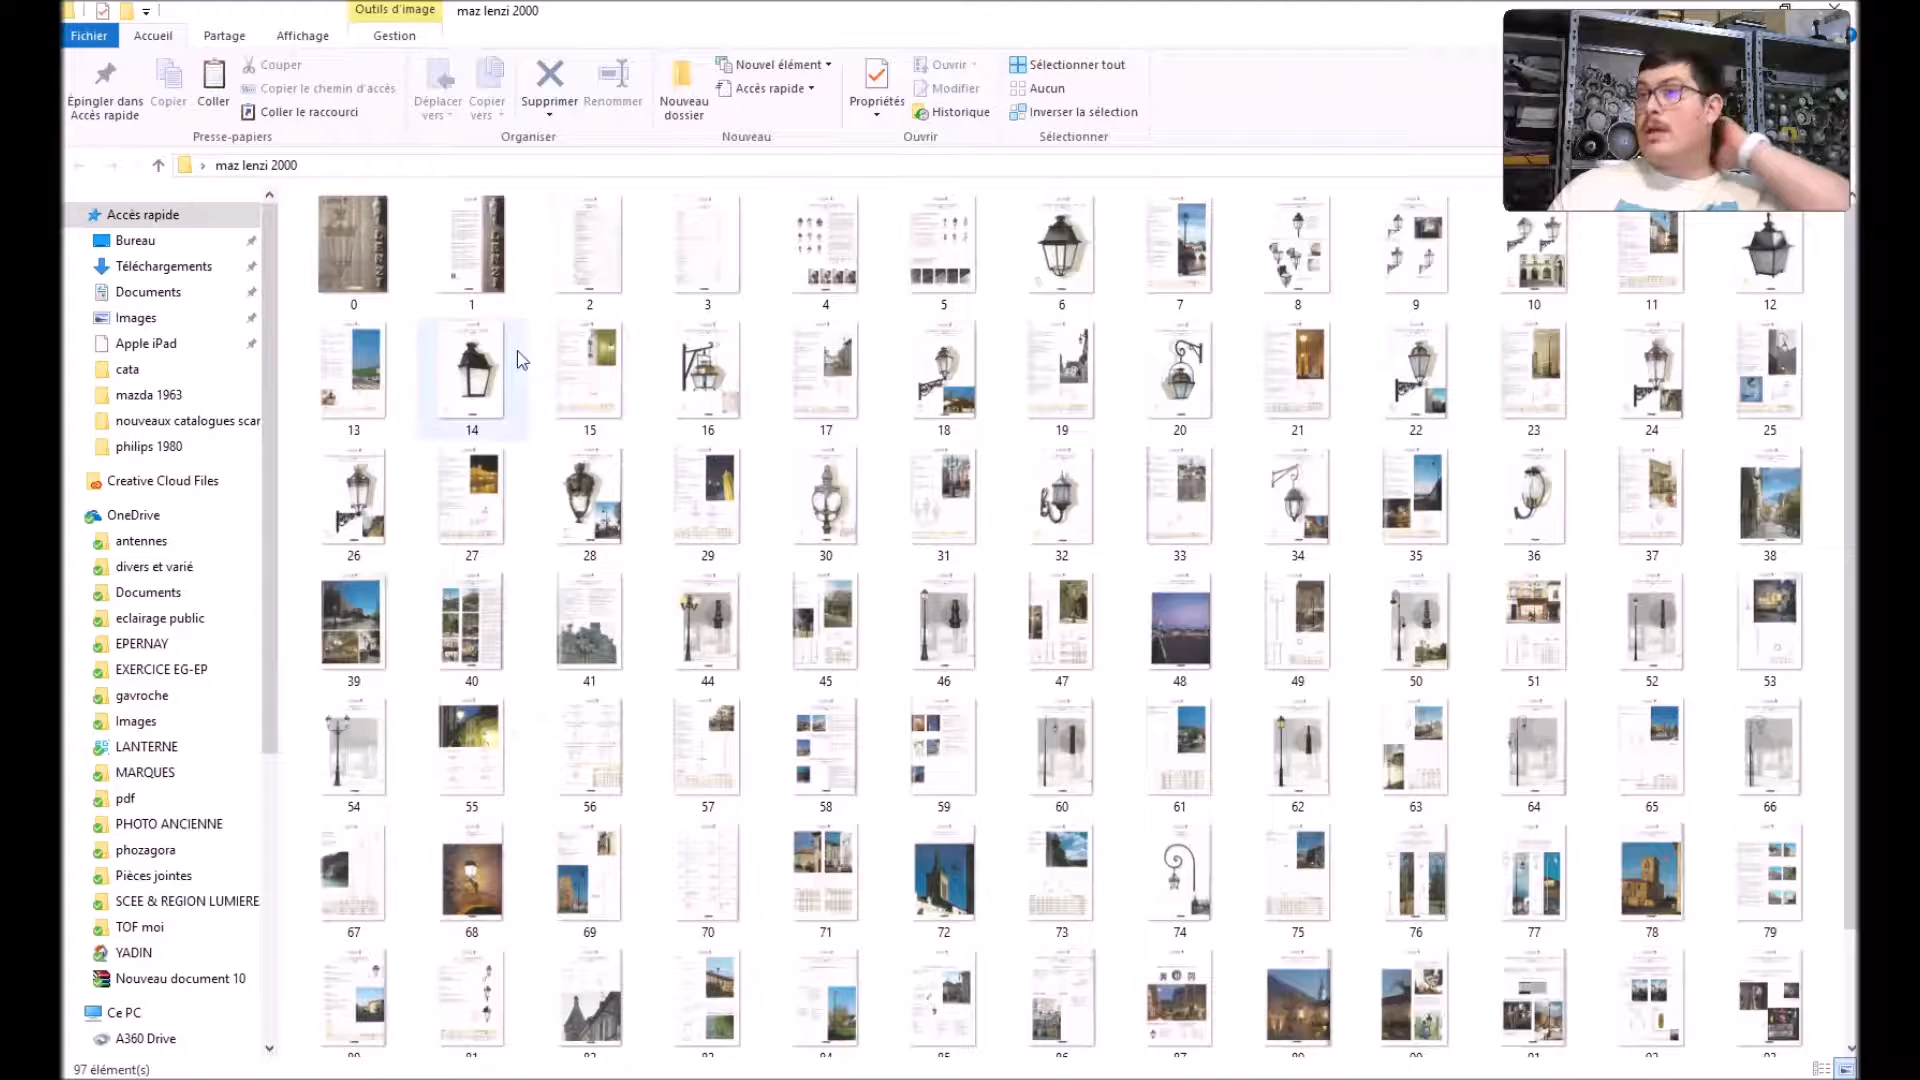 Outils d'image
maz lenzi 2000
Fichier
Accueil
Partage
Affichage
Gestion
Épingler dans
Accès rapide
Copier
Coller
Couper
Copier le chemin d'accès
Coller le raccourci
Presse-papiers
Déplacer
vers
Copier
vers
Supprimer
Renommer
Organiser
Nouveau
dossier
Nouvel élément
Accès rapide
Nouveau
Propriétés
Ouvrir
Modifier
Historique
Ouvrir
Sélectionner tout
Aucun
Inverser la sélection
Sélectionner
maz lenzi 2000
Accès rapide
Bureau
Téléchargements
Documents
Images
Apple iPad
cata
mazda 1963
nouveaux catalogues scar
philips 1980
Creative Cloud Files
OneDrive
antennes
divers et varié
Documents
eclairage public
EPERNAY
EXERCICE EG-EP
gavroche
Images
LANTERNE
MARQUES
pdf
PHOTO ANCIENNE
phozagora
Pièces jointes
SCEE & REGION LUMIERE
TOF moi
YADIN
Nouveau document 10
Ce PC
A360 Drive
0 1 2 3 4 5 6 7 8 9 10 11 12
13 14 15 16 17 18 19 20 21 22 23 24 25
26 27 28 29 30 31 32 33 34 35 36 37 38
39 40 41 44 45 46 47 48 49 50 51 52 53
54 55 56 57 58 59 60 61 62 63 64 65 66
67 68 69 70 71 72 73 74 75 76 77 78 79
97 élément(s)